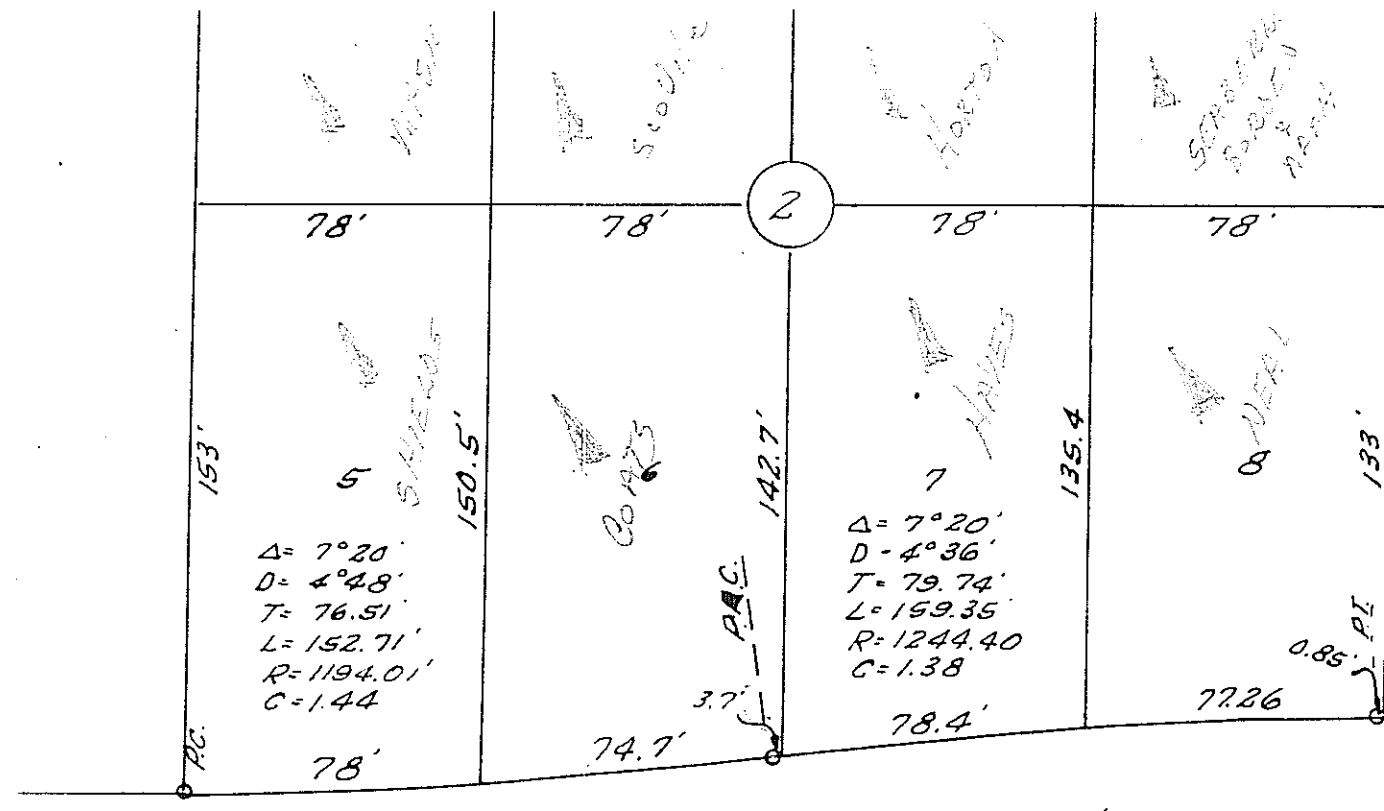 78'
78'
2
78'
78'
HAYES
153'
5
150.5'
6
142.7'
7
135.4
8
133'
Δ= 7°20'
D= 4°48'
T= 76.51'
L= 152.71'
R= 1194.01'
C= 1.44
Δ= 7°20'
D- 4°36'
T= 79.74'
L= 159.35'
R= 1244.40
C= 1.38
P.C.
78'
74.7'
3.7'
78.4'
77.26
0.85'
P.T.